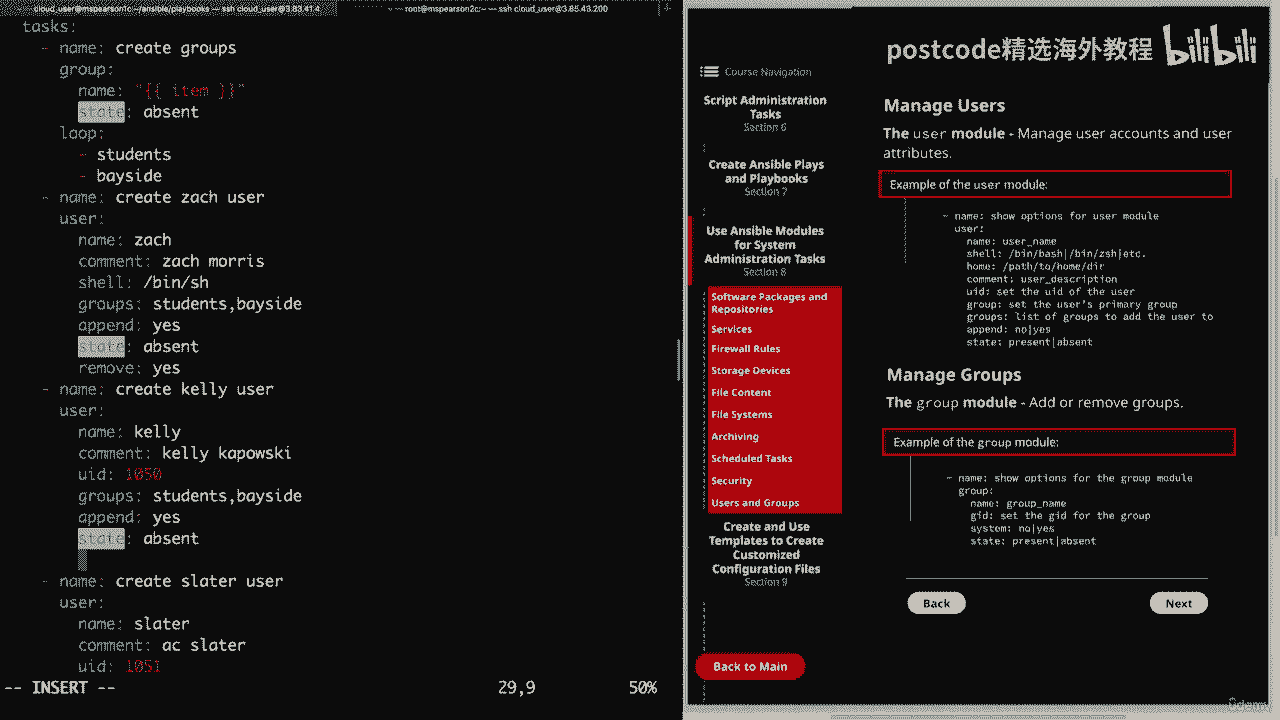 cloud_user@mspearson1c:~/ansible/playbooks — ssh cloud_user@3.83.41.4
root@mspearson2c:~ — ssh cloud_user@3.85.43.200
tasks:
- name: create groups
group:
name: "{{ item }}"
state: absent
loop:
- students
- bayside
- name: create zach user
user:
name: zach
comment: zach morris
shell: /bin/sh
groups: students,bayside
append: yes
state: absent
remove: yes
- name: create kelly user
user:
name: kelly
comment: kelly kapowski
uid: 1050
groups: students,bayside
append: yes
state: absent
- name: create slater user
user:
name: slater
comment: ac slater
uid: 1051
-- INSERT --
29,9
50%
postcode精选海外教程
bilibili
Course Navigation
Script Administration
Tasks
Section 6
Create Ansible Plays
and Playbooks
Section 7
Use Ansible Modules
for System
Administration Tasks
Section 8
Software Packages and
Repositories
Services
Firewall Rules
Storage Devices
File Content
File Systems
Archiving
Scheduled Tasks
Security
Users and Groups
Create and Use
Templates to Create
Customized
Configuration Files
Section 9
Back to Main
Manage Users
The user module - Manage user accounts and user
attributes.
Example of the user module:
- name: show options for user module
user:
name: user_name
shell: /bin/bash|/bin/zsh|etc.
home: /path/to/home/dir
comment: user_description
uid: set the uid of the user
group: set the user's primary group
groups: list of groups to add the user to
append: no|yes
state: present|absent
Manage Groups
The group module - Add or remove groups.
Example of the group module:
- name: show options for the group module
group:
name: group_name
gid: set the gid for the group
system: no|yes
state: present|absent
Back
Next
Udemy